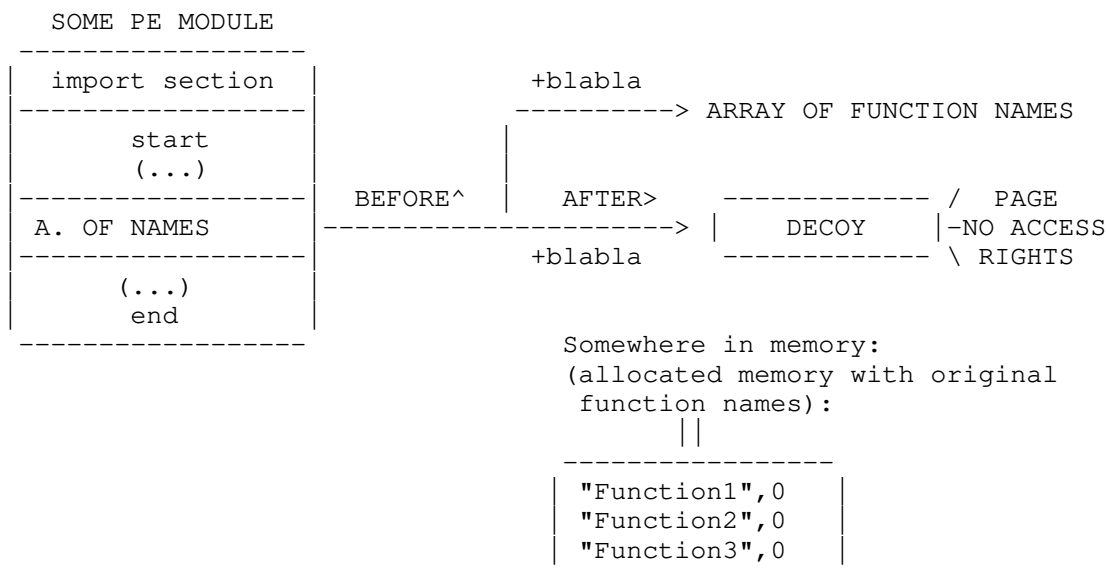 SOME PE MODULE
------------------
| import section | +blabla
|------------------| ----------> ARRAY OF FUNCTION NAMES
| start | |
| (...) | |
|------------------| BEFORE^ | AFTER> ------------- / PAGE
| A. OF NAMES |----------------------> | DECOY |-NO ACCESS
|------------------| +blabla ------------- \ RIGHTS
| (...) |
| end |
------------------ Somewhere in memory:
(allocated memory with original
function names):
||
-----------------
| "Function1",0 |
| "Function2",0 |
| "Function3",0 |